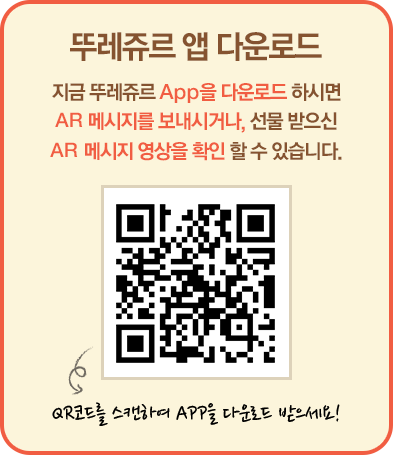 뚜레쥬르 앱 다운로드
지금 뚜레쥬르 App을 다운로드 하시면
AR 메시지를 보내시거나, 선물 받으신
AR 메시지 영상을 확인 할 수 있습니다.
QR코드를 스캔하여 APP을 다운로드 받으세요!